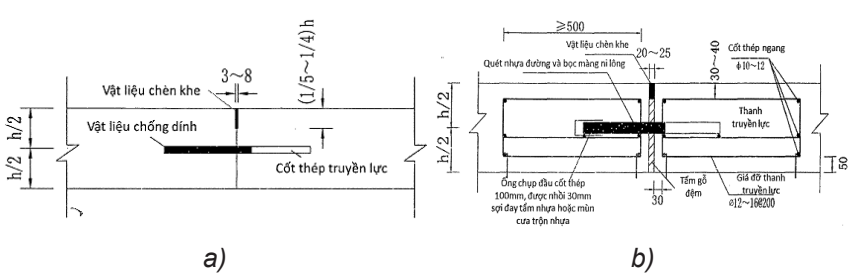 3~8
(1/5~1/4)h
Vật liệu chèn khe
h/2
Vật liệu chống dính
h/2
Cốt thép truyền lực
a)
≥500
Vật liệu chèn khe
20~25
Quét nhựa đường và bọc màng ni lông
30~40
Cốt thép ngang
ϕ10~12
h/2
Thanh
truyền lực
h/2
50
Ống chụp đầu cốt thép
100mm, được nhồi 30mm
sợi đay tẩm nhựa hoặc mùn
cưa trộn nhựa
30
Tấm gỗ
đệm
Giá đỡ thanh
truyền lực
⌀12~16@200
b)